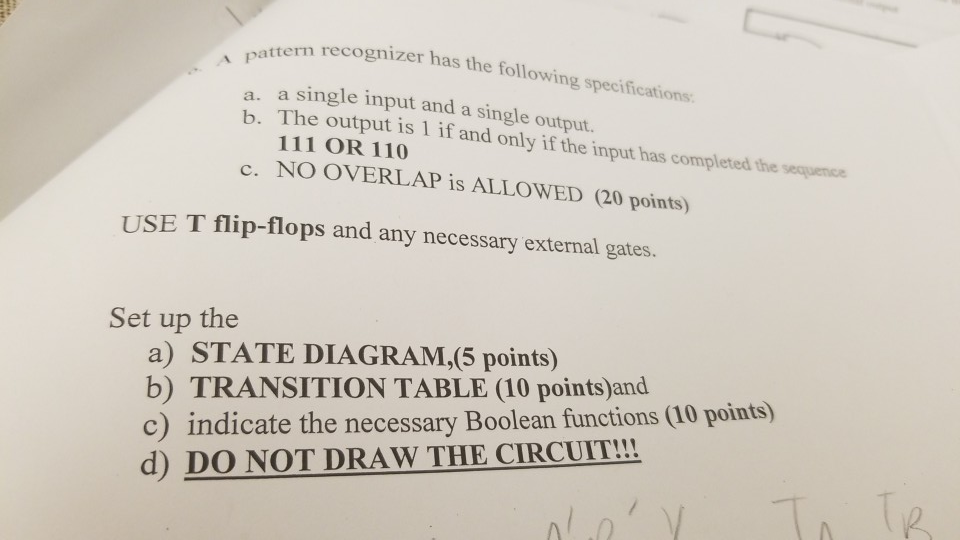 A pattern recognizer has the following specifications:
a. a single input and a single output.
b. The output is 1 if and only if the input has completed the sequence
111 OR 110
c. NO OVERLAP is ALLOWED (20 points)
USE T flip-flops and any necessary external gates.
Set up the
a) STATE DIAGRAM,(5 points)
b) TRANSITION TABLE (10 points)and
c) indicate the necessary Boolean functions (10 points)
d) DO NOT DRAW THE CIRCUIT!!!
A' B' Y TA TB